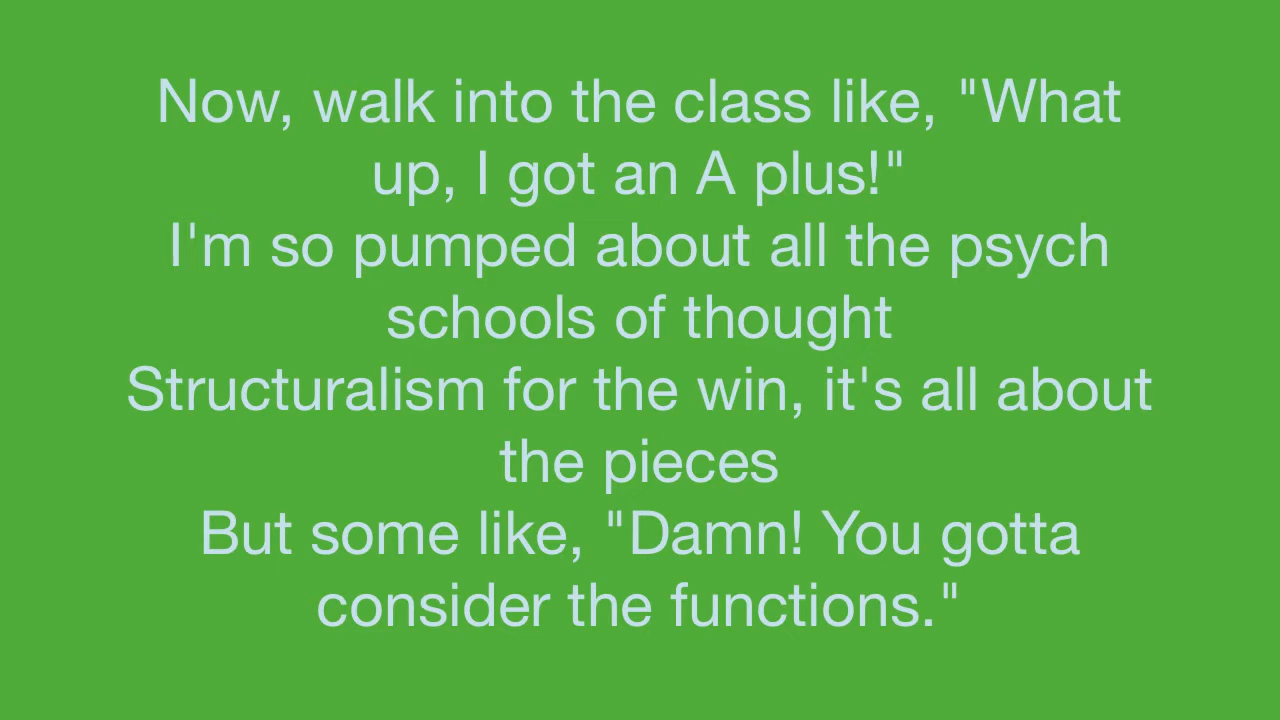 Now, walk into the class like, "What
up, I got an A plus!"
I'm so pumped about all the psych
schools of thought
Structuralism for the win, it's all about
the pieces
But some like, "Damn! You gotta
consider the functions."